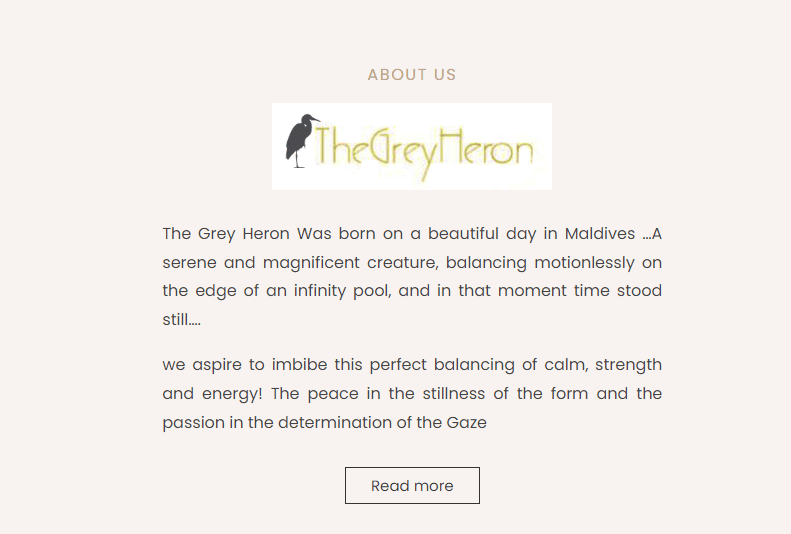 ABOUT US
TheGreyHeron
The Grey Heron Was born on a beautiful day in Maldives ...A
serene and magnificent creature, balancing motionlessly on
the edge of an infinity pool, and in that moment time stood
still....
we aspire to imbibe this perfect balancing of calm, strength
and energy! The peace in the stillness of the form and the
passion in the determination of the Gaze
Read more